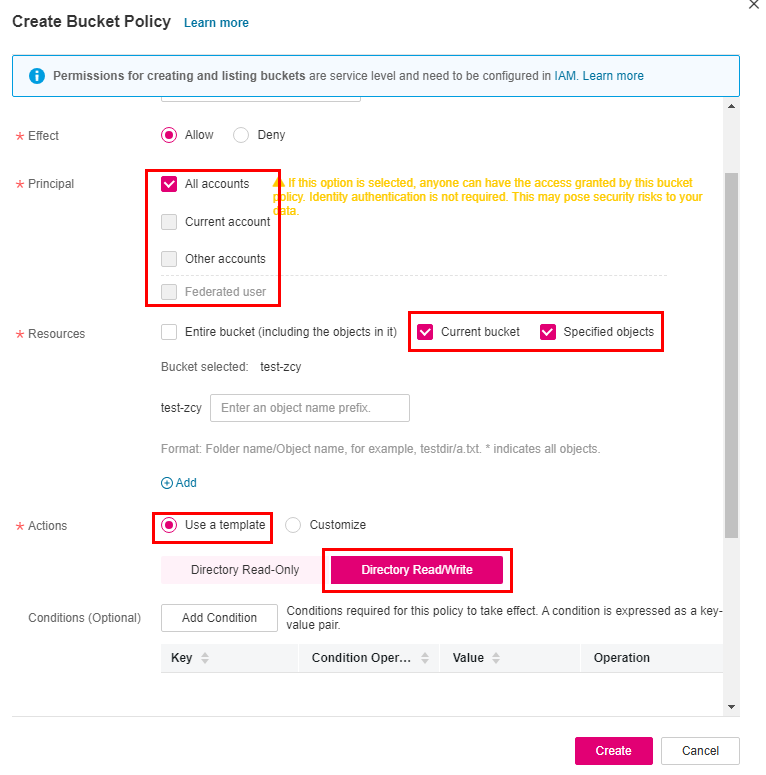 Create Bucket Policy Learn more
Permissions for creating and listing buckets are service level and need to be configured in IAM. Learn more
* Effect Allow Deny
* Principal All accounts If this option is selected, anyone can have the access granted by this bucket
policy. Identity authentication is not required. This may pose security risks to your
data.
Current account
Other accounts
Federated user
* Resources Entire bucket (including the objects in it) Current bucket Specified objects
Bucket selected: test-zcy
test-zcy Enter an object name prefix.
Format: Folder name/Object name, for example, testdir/a.txt. * indicates all objects.
Add
* Actions Use a template Customize
Directory Read-Only Directory Read/Write
Conditions (Optional) Add Condition Conditions required for this policy to take effect. A condition is expressed as a key-
value pair.
Key Condition Oper... Value Operation
Create Cancel